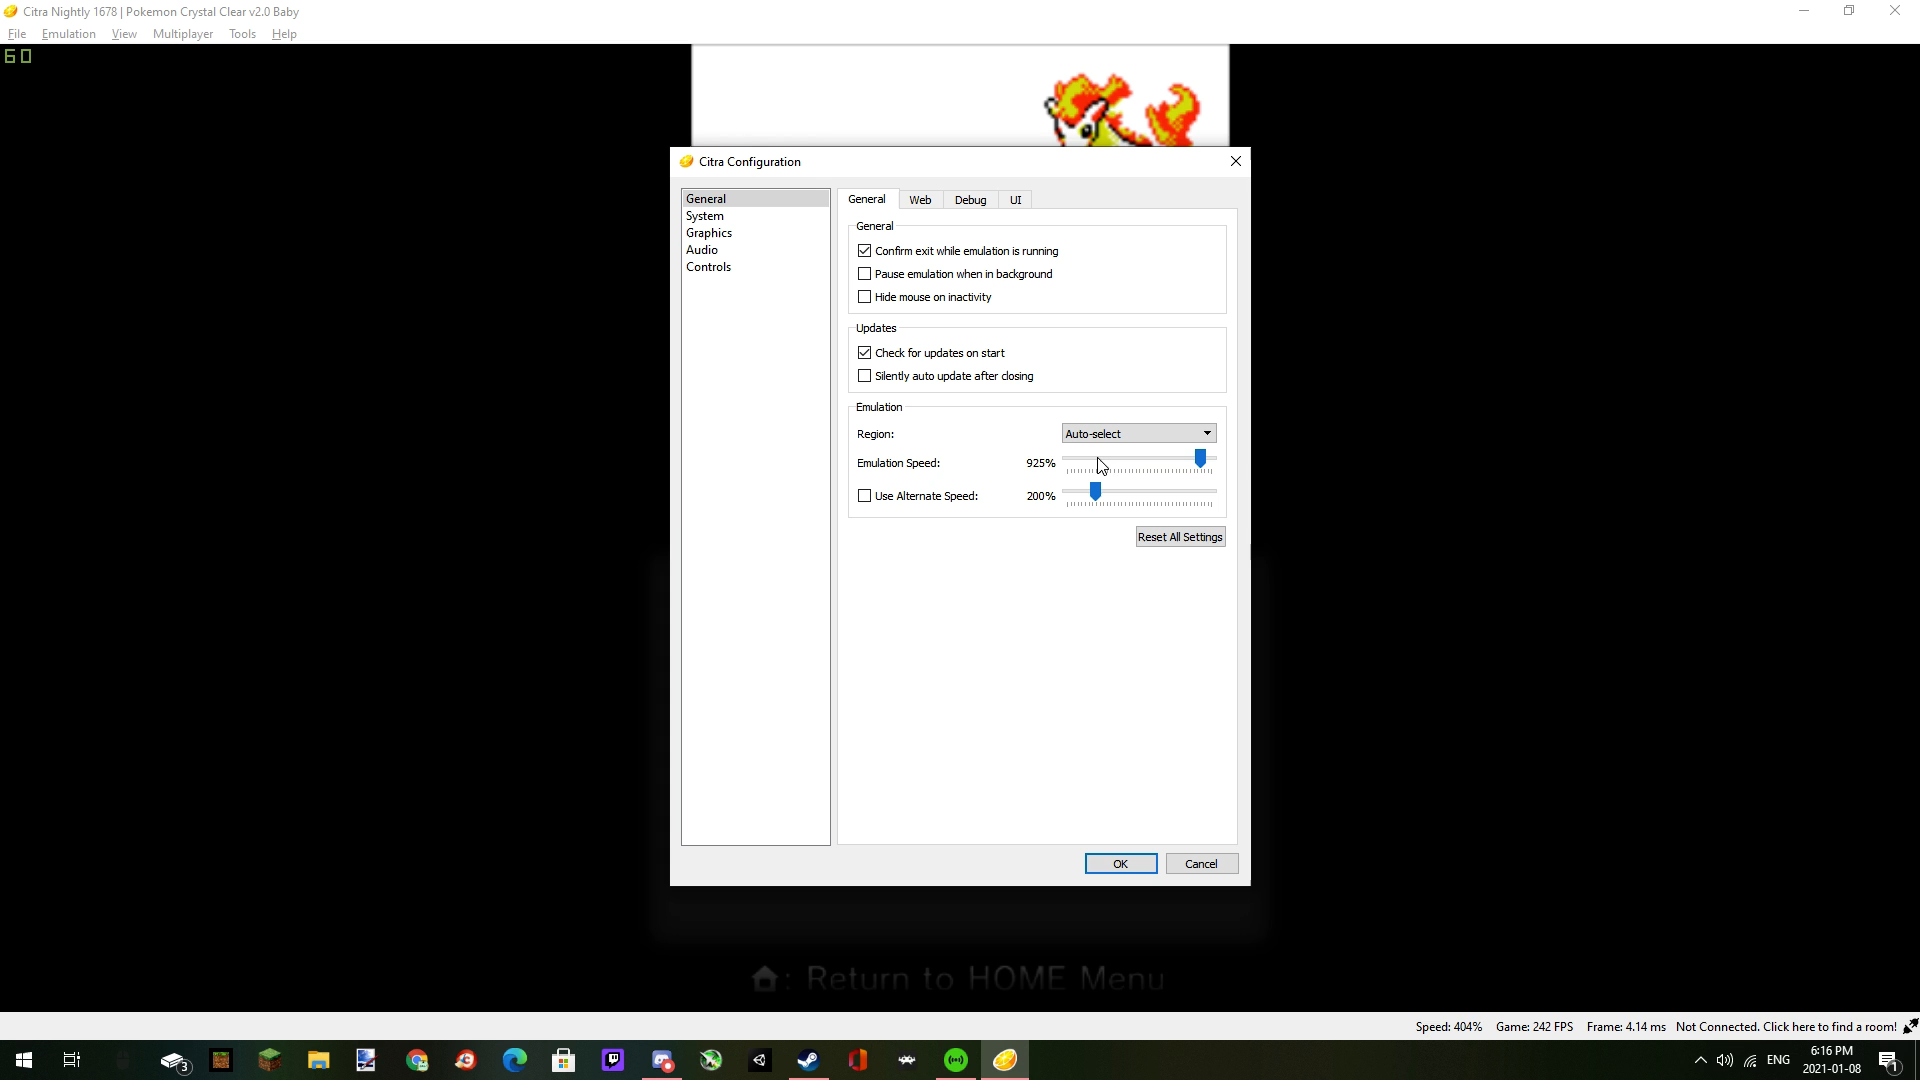 Citra Nightly 1678 | Pokemon Crystal Clear v2.0 Baby
File Emulation View Multiplayer Tools Help
60
Citra Configuration
General
System
Graphics
Audio
Controls
General Web Debug UI
General
Confirm exit while emulation is running
Pause emulation when in background
Hide mouse on inactivity
Updates
Check for updates on start
Silently auto update after closing
Emulation
Region: Auto-select
Emulation Speed: 925%
Use Alternate Speed: 200%
Reset All Settings
OK Cancel
: Return to HOME Menu
Speed: 404% Game: 242 FPS Frame: 4.14 ms Not Connected. Click here to find a room!
3
ENG
6:16 PM
2021-01-08
1